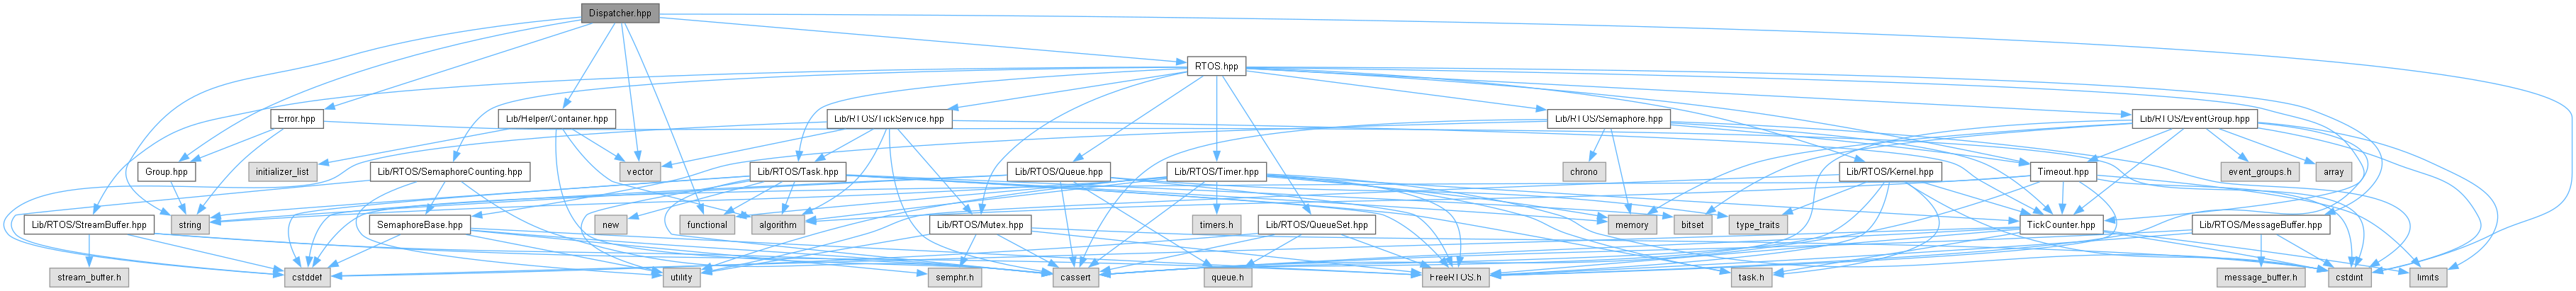 Dispatcher.hpp
RTOS.hpp
Error.hpp
Lib/Helper/Container.hpp
Lib/RTOS/TickService.hpp
Lib/RTOS/Semaphore.hpp
Lib/RTOS/EventGroup.hpp
Group.hpp
initializer_list
Lib/RTOS/SemaphoreCounting.hpp
vector
Lib/RTOS/Task.hpp
Lib/RTOS/Queue.hpp
Lib/RTOS/Timer.hpp
chrono
Lib/RTOS/Kernel.hpp
Timeout.hpp
event_groups.h
array
Lib/RTOS/StreamBuffer.hpp
string
SemaphoreBase.hpp
new
functional
algorithm
Lib/RTOS/Mutex.hpp
timers.h
Lib/RTOS/QueueSet.hpp
memory
bitset
type_traits
TickCounter.hpp
Lib/RTOS/MessageBuffer.hpp
stream_buffer.h
cstddef
utility
semphr.h
cassert
queue.h
FreeRTOS.h
task.h
message_buffer.h
cstdint
limits